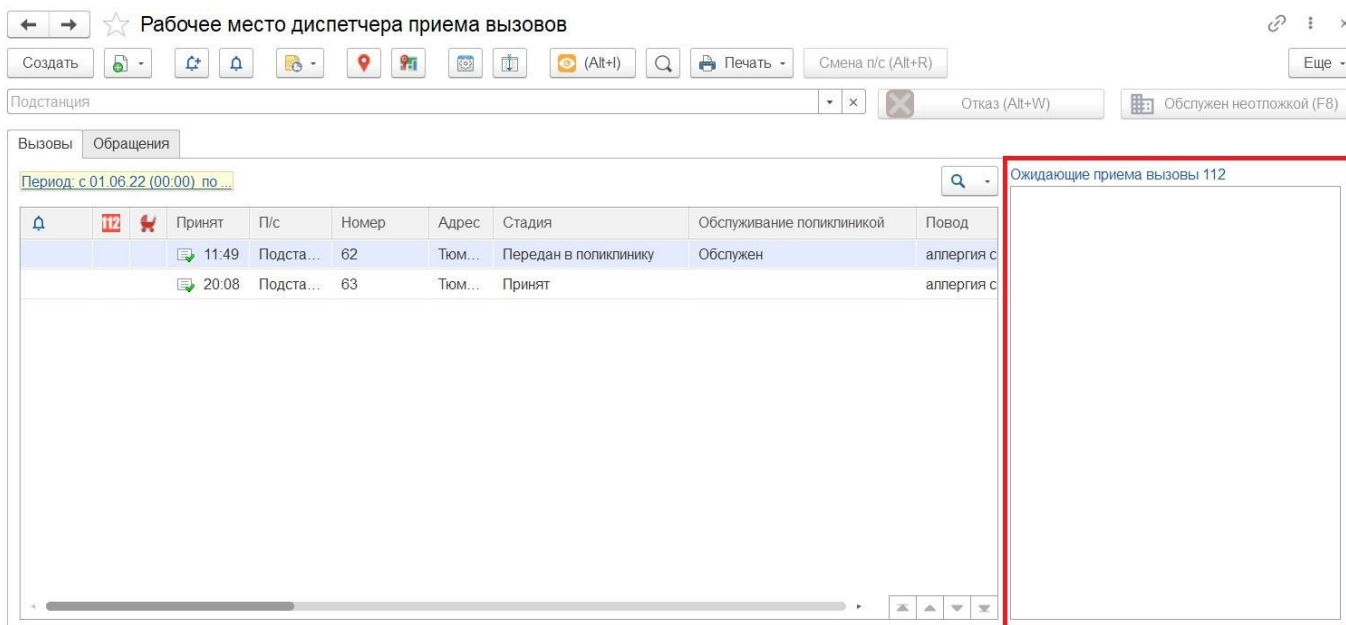 Рабочее место диспетчера приема вызовов
Создать (Alt+I) Печать Смена п/с (Alt+R) Еще
Подстанция Отказ (Alt+W) Обслужен неотложкой (F8)
Вызовы Обращения
Период: с 01.06.22 (00:00) по ...
Ожидающие приема вызовы 112
112 Принят П/с Номер Адрес Стадия Обслуживание поликлиникой Повод
11:49 Подста... 62 Тюм... Передан в поликлинику Обслужен аллергия с
20:08 Подста... 63 Тюм... Принят аллергия с